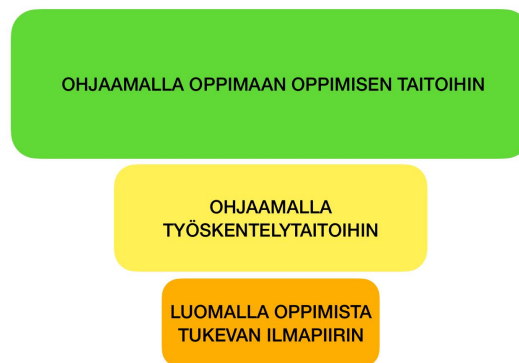 OHJAAMALLA OPPIMAAN OPPIMISEN TAITOIHIN
OHJAAMALLA
TYÖSKENTELYTAITOIHIN
LUOMALLA OPPIMISTA
TUKEVAN ILMAPIIRIN